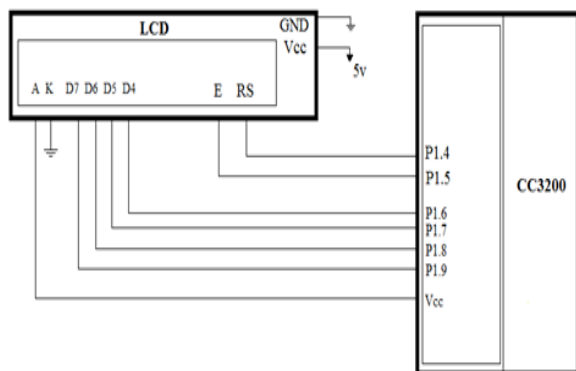 LCD
GND
Vcc
5v
A K D7 D6 D5 D4 E RS
P1.4
P1.5
P1.6
P1.7
P1.8
P1.9
Vcc
CC3200